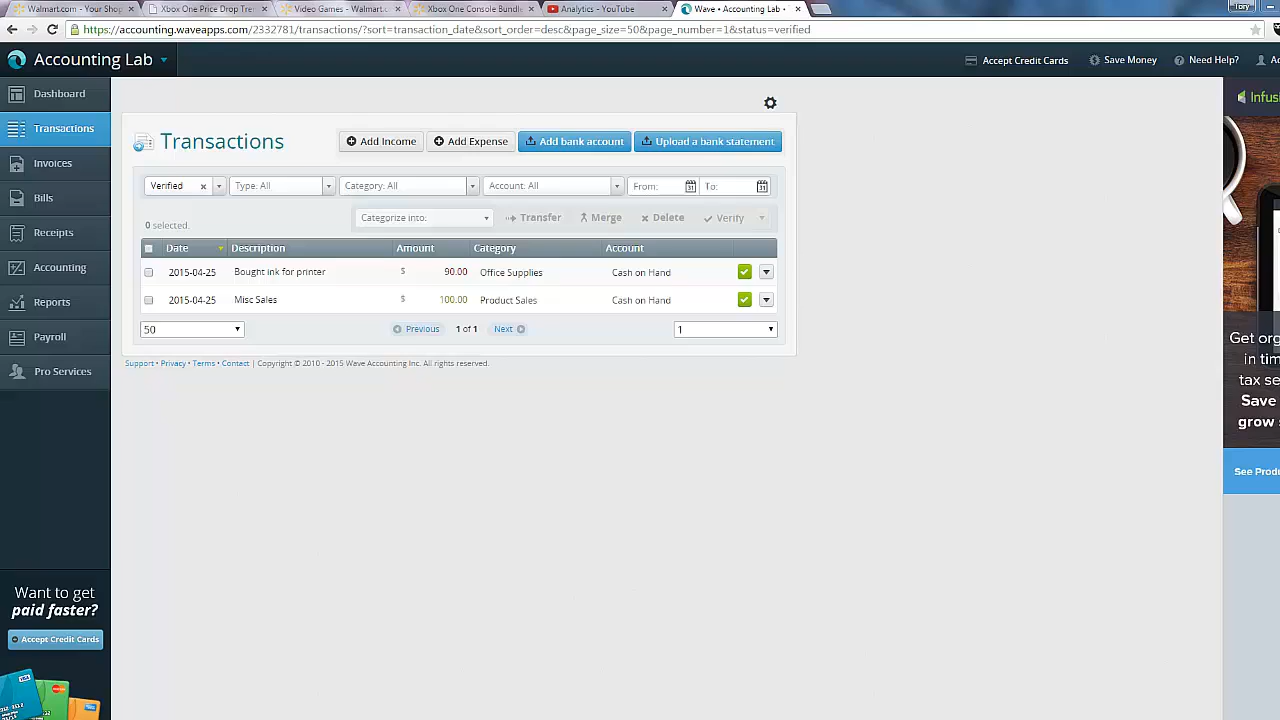 Walmart.com - Your Shop
Xbox One Price Drop Tre
Video Games - Walmart.c
Xbox One Console Bundl
Analytics - YouTube
Wave • Accounting Lab •
Tory
https://accounting.waveapps.com/2332781/transactions/?sort=transaction_date&sort_order=desc&page_size=50&page_number=1&status=verified
Accounting Lab
Accept Credit Cards
Save Money
Need Help?
Dashboard
Transactions
Invoices
Bills
Receipts
Accounting
Reports
Payroll
Pro Services
Want to get
paid faster?
Accept Credit Cards
Transactions
Add Income
Add Expense
Add bank account
Upload a bank statement
Verified
Type: All
Category: All
Account: All
From:
To:
0 selected.
Categorize into:
Transfer
Merge
Delete
Verify
Date Description Amount Category Account
2015-04-25 Bought ink for printer $ 90.00 Office Supplies Cash on Hand
2015-04-25 Misc Sales $ 100.00 Product Sales Cash on Hand
50
Previous 1 of 1 Next
1
Support • Privacy • Terms • Contact | Copyright © 2010 - 2015 Wave Accounting Inc. All rights reserved.
Infusi
Get org
in time
tax se
Save
grow
See Produ